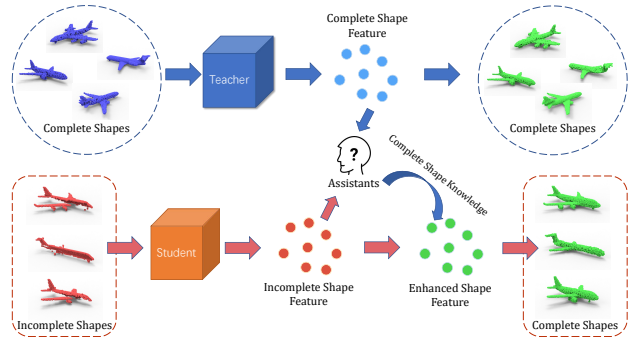 Complete Shape
Feature
Teacher
Complete Shapes
Complete Shapes
?
Assistants
Complete Shape Knowledge
Student
Incomplete Shapes
Incomplete Shape
Feature
Enhanced Shape
Feature
Complete Shapes